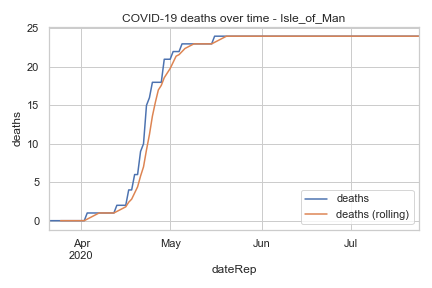 COVID-19 deaths over time - Isle_of_Man
25
20
15
10
5
0
deaths
deaths
deaths (rolling)
Apr
2020
May
Jun
Jul
dateRep